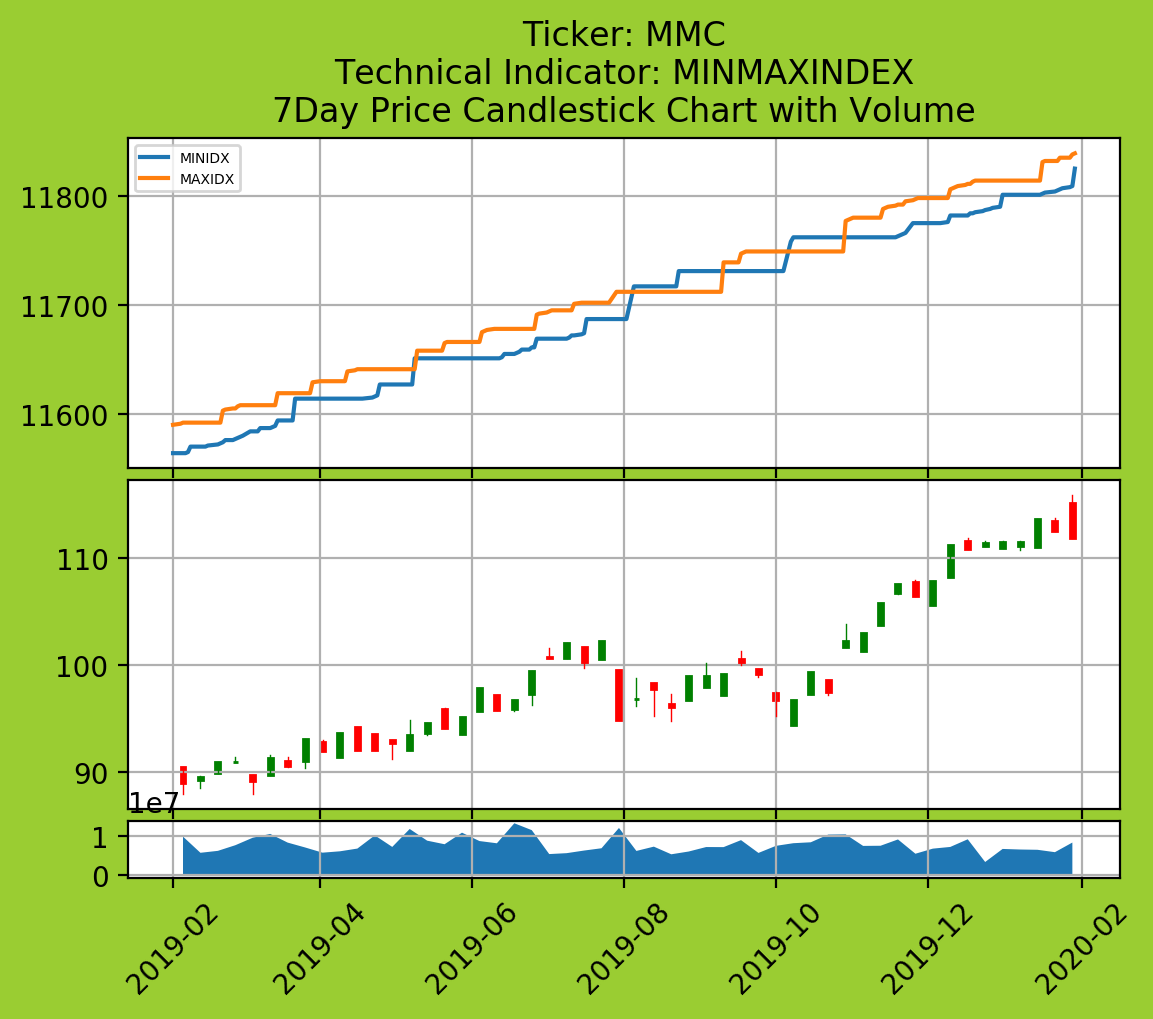 Ticker: MMC
Technical Indicator: MINMAXINDEX
7Day Price Candlestick Chart with Volume
MINIDX
MAXIDX
11800
11700
11600
110
100
90
1e7
1
0
2019-02
2019-04
2019-06
2019-08
2019-10
2019-12
2020-02